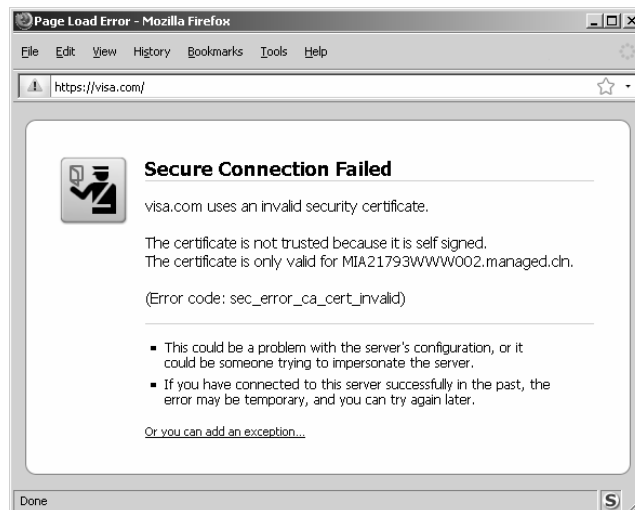 Page Load Error - Mozilla Firefox
File Edit View History Bookmarks Tools Help
https://visa.com/
Secure Connection Failed
visa.com uses an invalid security certificate.
The certificate is not trusted because it is self signed.
The certificate is only valid for MIA21793WWW002.managed.cln.
(Error code: sec_error_ca_cert_invalid)
▪ This could be a problem with the server's configuration, or it
could be someone trying to impersonate the server.
▪ If you have connected to this server successfully in the past, the
error may be temporary, and you can try again later.
Or you can add an exception...
Done
S